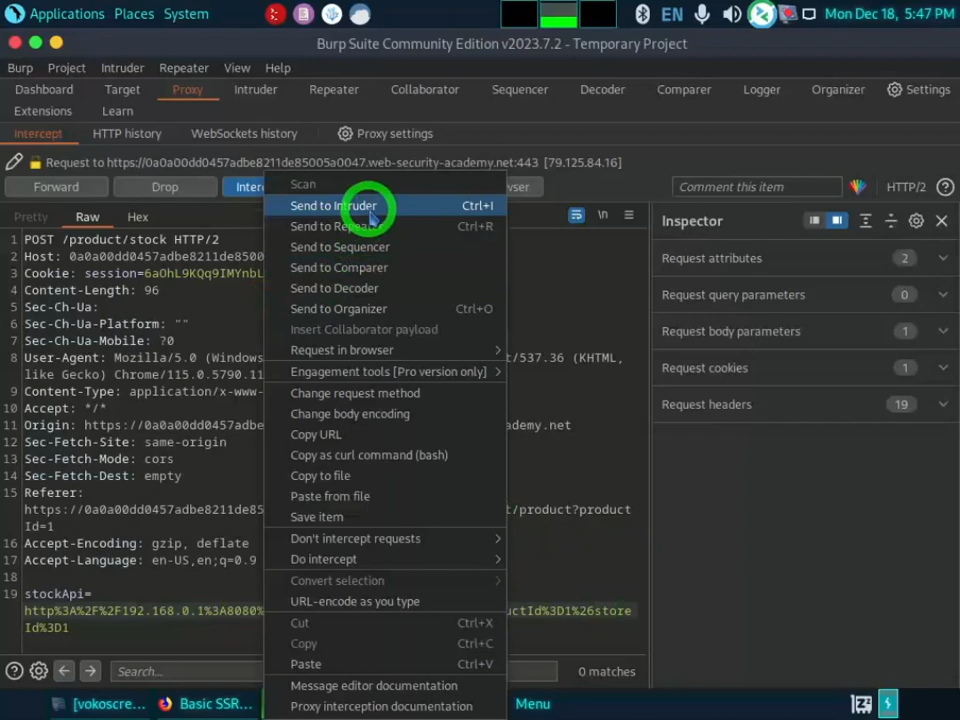 Applications Places System EN Mon Dec 18, 5:47 PM
Burp Suite Community Edition v2023.7.2 - Temporary Project
Burp Project Intruder Repeater View Help
Dashboard Target Proxy Intruder Repeater Collaborator Sequencer Decoder Comparer Logger Organizer Settings
Extensions Learn
Intercept HTTP history WebSockets history Proxy settings
Request to https://0a0a00dd0457adbe8211de85005a0047.web-security-academy.net:443 [79.125.84.16]
Forward Drop Comment this item HTTP/2
Pretty Raw Hex \n
Inspector
1 POST /product/stock HTTP/2
2 Host: 0a0a00dd0457adbe8211de8500
3 Cookie: session=6aOhL9KQq9IMYnbL
4 Content-Length: 96
5 Sec-Ch-Ua:
6 Sec-Ch-Ua-Platform: ""
7 Sec-Ch-Ua-Mobile: ?0
8 User-Agent: Mozilla/5.0 (Windows t/537.36 (KHTML,
like Gecko) Chrome/115.0.5790.11
9 Content-Type: application/x-www-
10 Accept: */*
11 Origin: https://0a0a00dd0457adbe ademy.net
12 Sec-Fetch-Site: same-origin
13 Sec-Fetch-Mode: cors
14 Sec-Fetch-Dest: empty
15 Referer:
https://0a0a00dd0457adbe8211de85 t/product?product
Id=1
16 Accept-Encoding: gzip, deflate
17 Accept-Language: en-US,en;q=0.9
18
19 stockApi=
http%3A%2F%2F192.168.0.1%3A8080% uctId%3D1%26store
Id%3D1
Scan
Send to Intruder Ctrl+I
Send to Repeater Ctrl+R
Send to Sequencer
Send to Comparer
Send to Decoder
Send to Organizer Ctrl+O
Insert Collaborator payload
Request in browser
Engagement tools [Pro version only]
Change request method
Change body encoding
Copy URL
Copy as curl command (bash)
Copy to file
Paste from file
Save item
Don't intercept requests
Do intercept
Convert selection
URL-encode as you type
Cut Ctrl+X
Copy Ctrl+C
Paste Ctrl+V
Message editor documentation
Proxy interception documentation
Request attributes 2
Request query parameters 0
Request body parameters 1
Request cookies 1
Request headers 19
Search... 0 matches
[vokoscre... Basic SSR... Menu